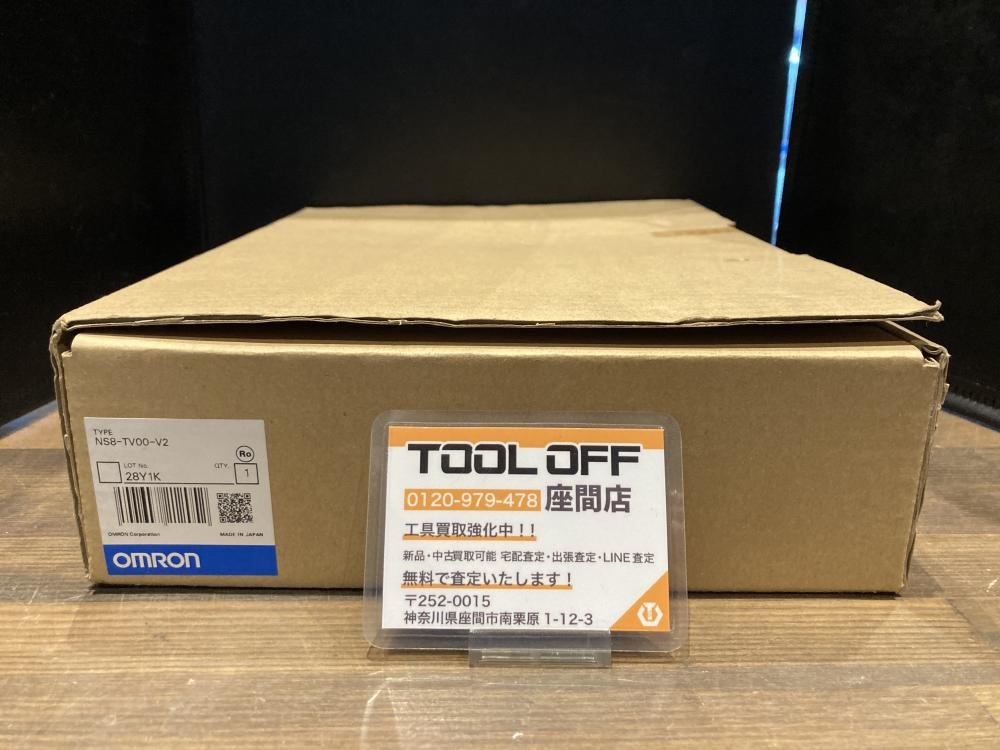 TYPE
NS8-TV00-V2
Ro
LOT No.
QTY.
28Y1K
1
OMRON Corporation
MADE IN JAPAN
OMRON
TOOL OFF
0120-979-478 座間店
工具買取強化中！！
新品・中古買取可能 宅配査定・出張査定・LINE査定
無料で査定いたします！
〒252-0015
神奈川県座間市南栗原 1-12-3